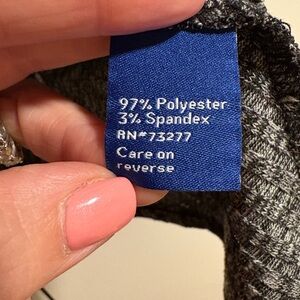 97% Polyester
3% Spandex
RN#73277
Care on
reverse